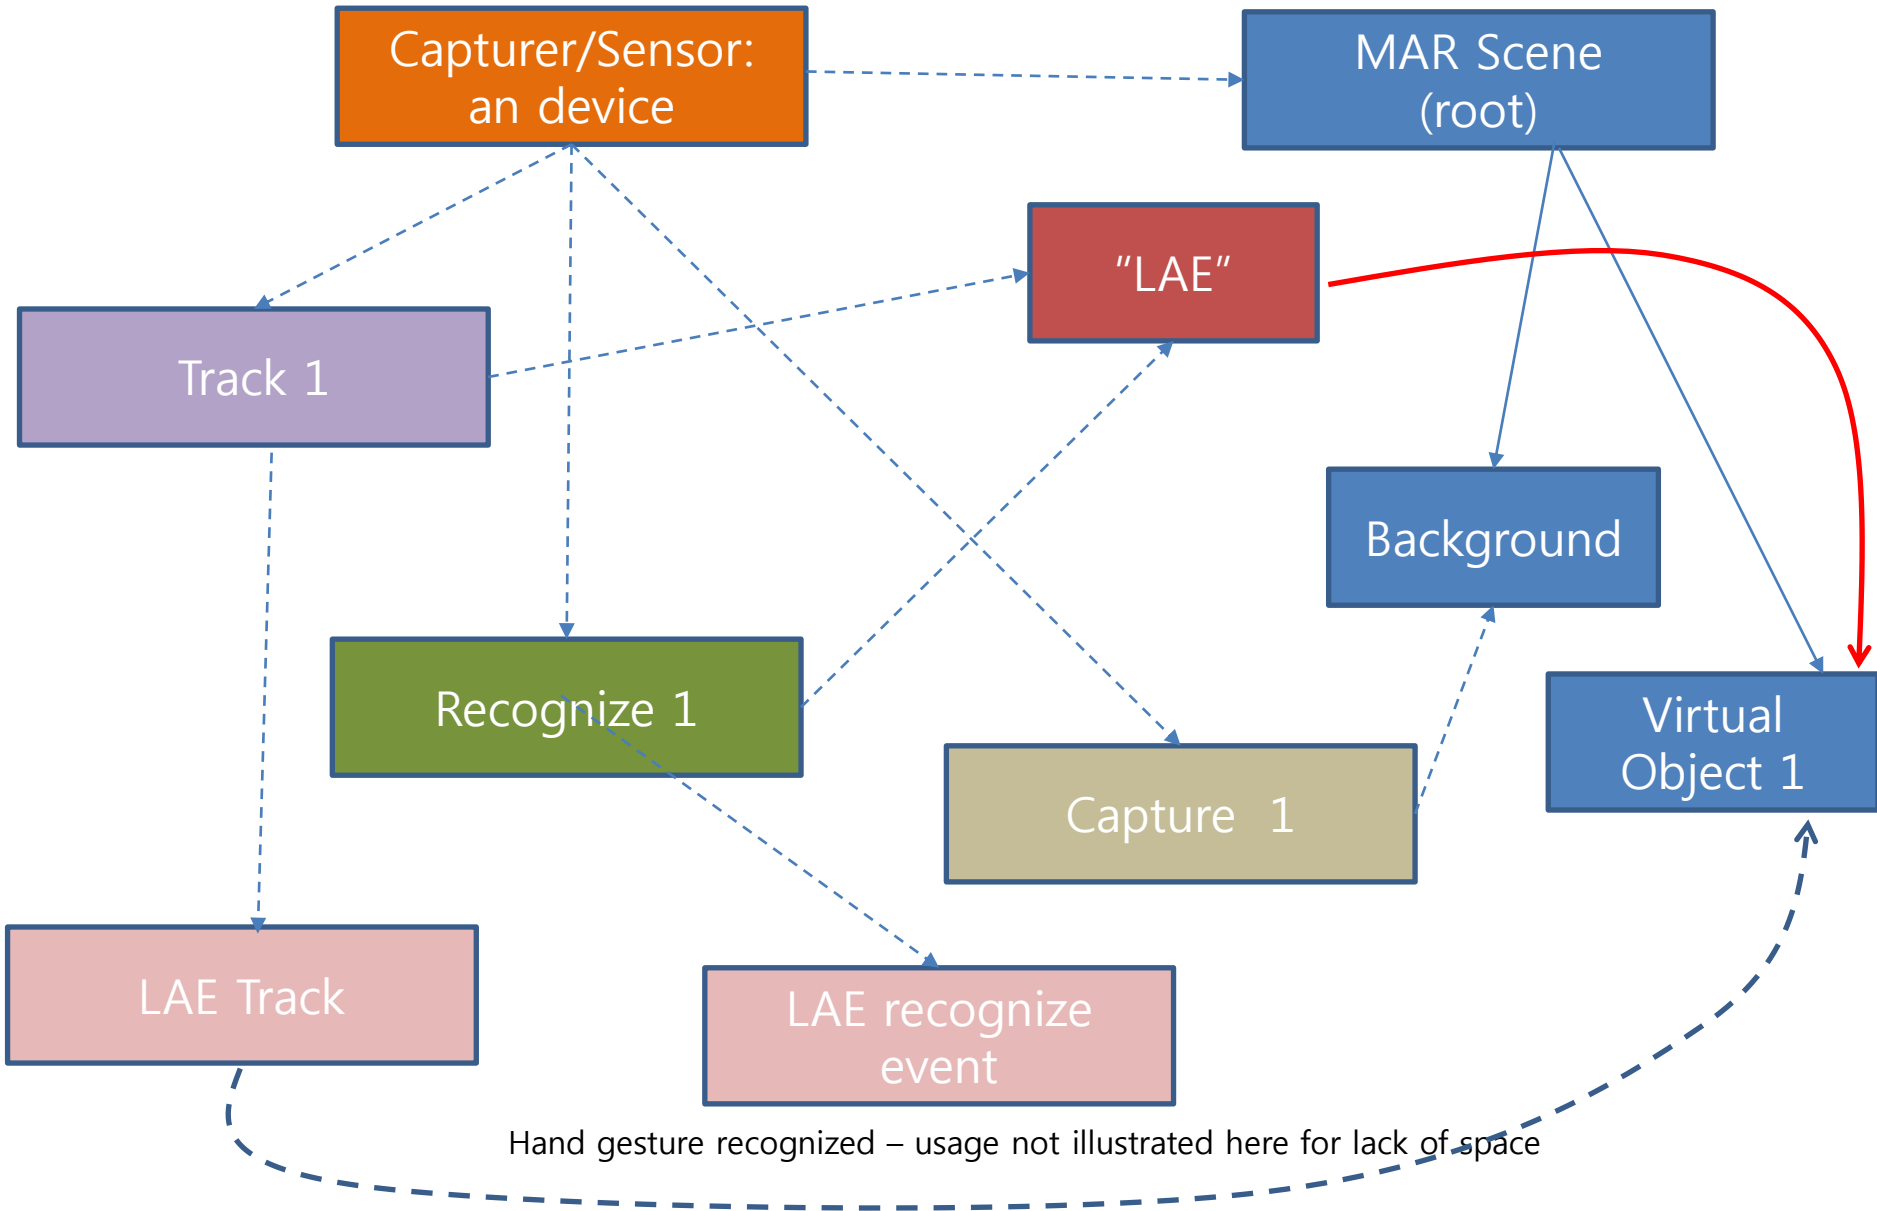 Capturer/Sensor:
an device
MAR Scene
(root)
"LAE"
Track 1
Background
Recognize 1
Virtual
Object 1
Capture  1
LAE Track
LAE recognize
event
Hand gesture recognized – usage not illustrated here for lack of space